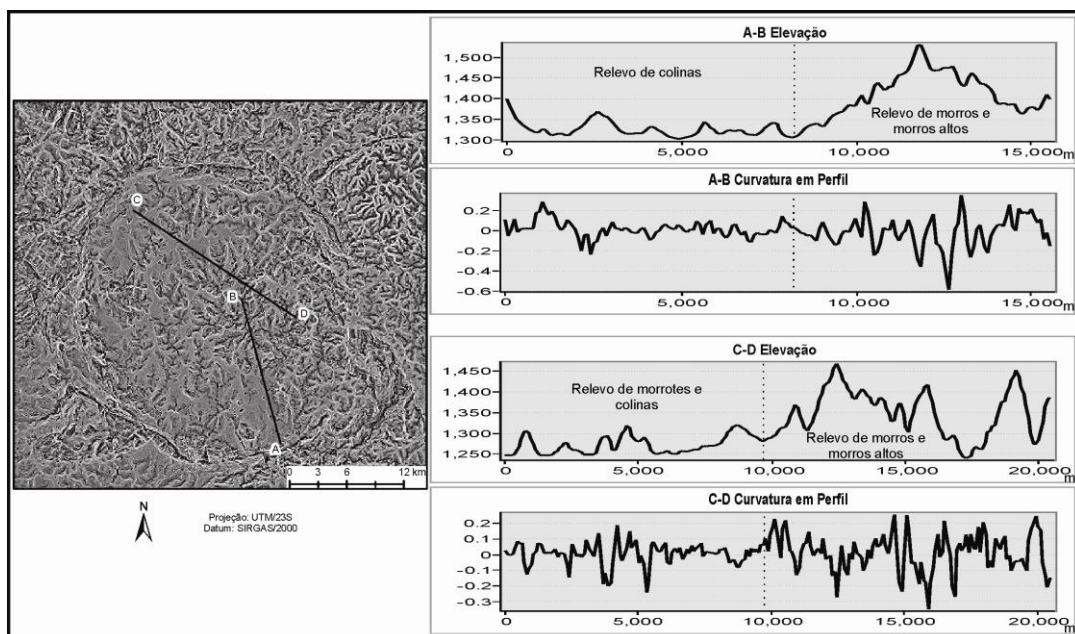 C
B
D
A
0 3 6 12 km
N
Projeção: UTM/23S
Datum: SIRGAS/2000
A-B Elevação
1,500
1,450
1,400
1,350
1,300
Relevo de colinas
Relevo de morros e
morros altos
0 5,000 10,000 15,000 m
A-B Curvatura em Perfil
0.2
0
-0.2
-0.4
-0.6
0 5,000 10,000 15,000 m
C-D Elevação
1,450
1,400
1,350
1,300
1,250
Relevo de morrotes e
colinas
Relevo de morros e
morros altos
0 5,000 10,000 15,000 20,000 m
C-D Curvatura em Perfil
0.2
0.1
0
-0.1
-0.2
-0.3
0 5,000 10,000 15,000 20,000 m